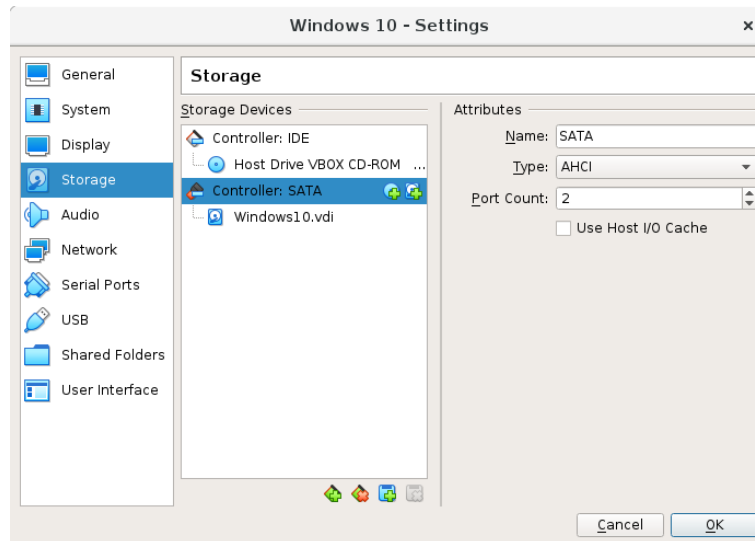 Windows 10 - Settings
General
System
Display
Storage
Audio
Network
Serial Ports
USB
Shared Folders
User Interface
Storage
Storage Devices
Controller: IDE
Host Drive VBOX CD-ROM ...
Controller: SATA
Windows10.vdi
Attributes
Name: SATA
Type: AHCI
Port Count: 2
Use Host I/O Cache
Cancel
OK